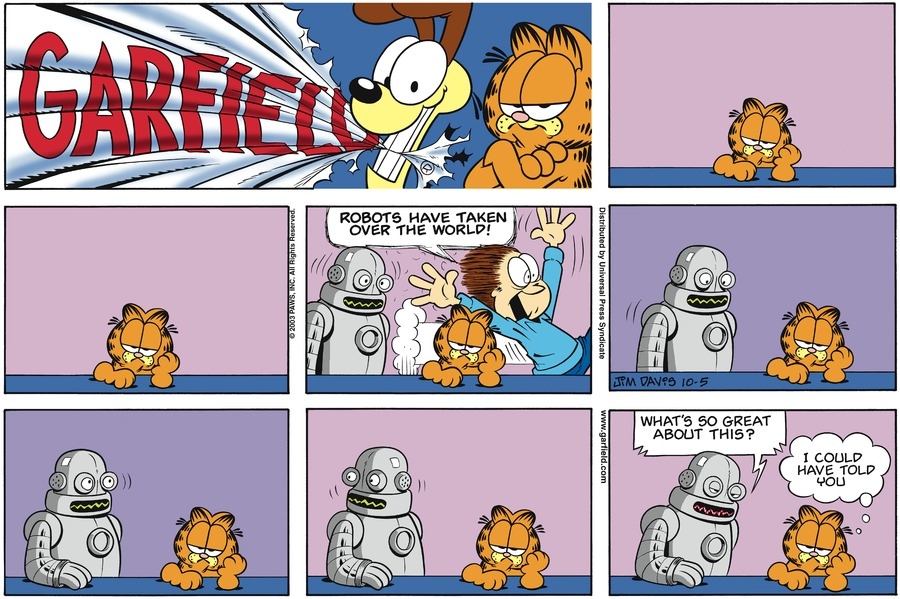 GARFIELD
© 2003 PAWS, INC. All Rights Reserved.
ROBOTS HAVE TAKEN
OVER THE WORLD!
Distributed by Universal Press Syndicate
JIM DAVIS 10-5
www.garfield.com
WHAT'S SO GREAT
ABOUT THIS?
I COULD
HAVE TOLD
YOU